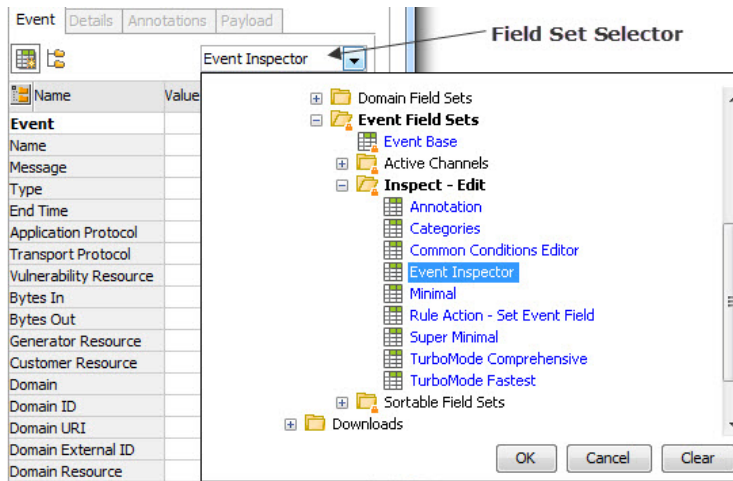 Event Details Annotations Payload
Field Set Selector
Event Inspector
Name Value
Event
Name
Message
Type
End Time
Application Protocol
Transport Protocol
Vulnerability Resource
Bytes In
Bytes Out
Generator Resource
Customer Resource
Domain
Domain ID
Domain URI
Domain External ID
Domain Resource
Domain Field Sets
Event Field Sets
Event Base
Active Channels
Inspect - Edit
Annotation
Categories
Common Conditions Editor
Event Inspector
Minimal
Rule Action - Set Event Field
Super Minimal
TurboMode Comprehensive
TurboMode Fastest
Sortable Field Sets
Downloads
OK Cancel Clear